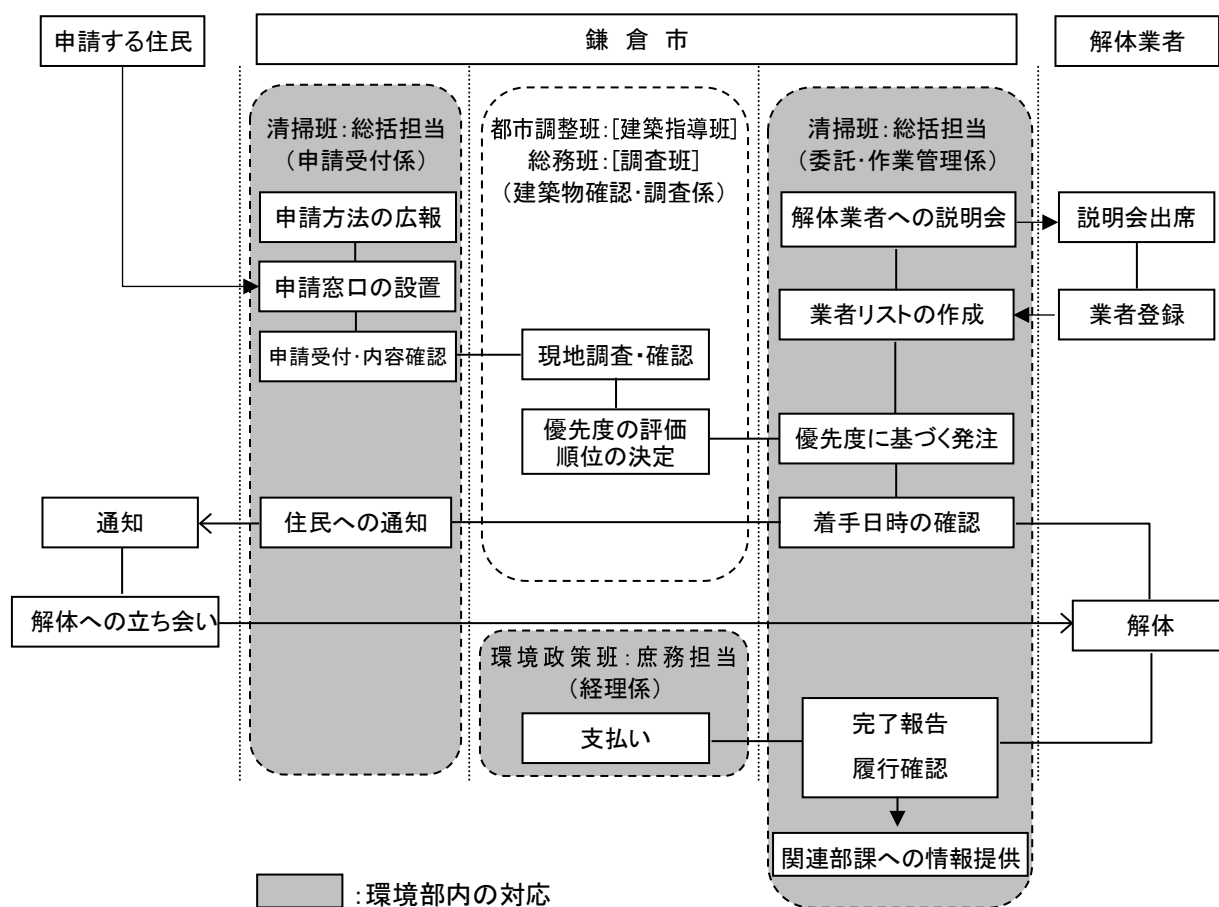 申請する住民
鎌倉市
解体業者
清掃班：総括担当
（申請受付係）
申請方法の広報
申請窓口の設置
申請受付・内容確認
都市調整班：[建築指導班]
総務班：[調査班]
（建築物確認・調査係）
現地調査・確認
優先度の評価
順位の決定
清掃班：総括担当
（委託・作業管理係）
解体業者への説明会
説明会出席
業者リストの作成
業者登録
優先度に基づく発注
通知
住民への通知
着手日時の確認
解体への立ち会い
解体
環境政策班：庶務担当
（経理係）
支払い
完了報告
履行確認
関連部課への情報提供
：環境部内の対応